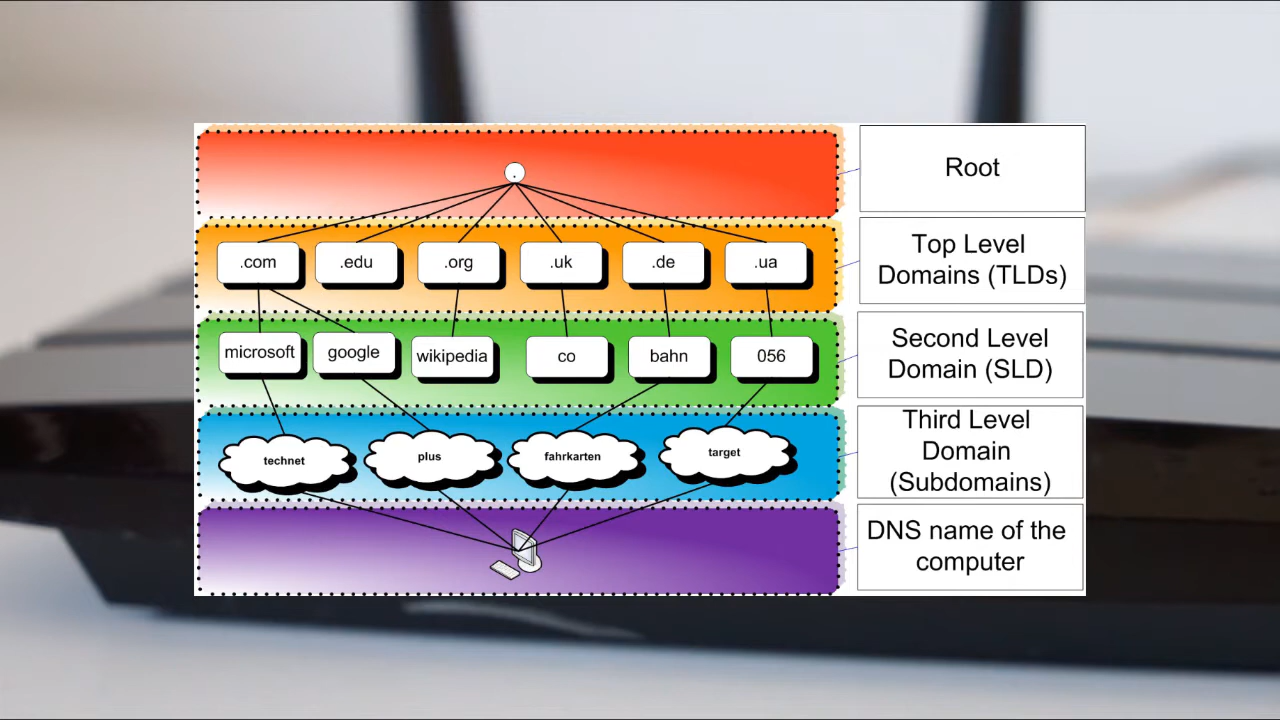 .
Root
.com
.edu
.org
.uk
.de
.ua
Top Level
Domains (TLDs)
microsoft
google
wikipedia
co
bahn
056
Second Level
Domain (SLD)
technet
plus
fahrkarten
target
Third Level
Domain
(Subdomains)
DNS name of the
computer